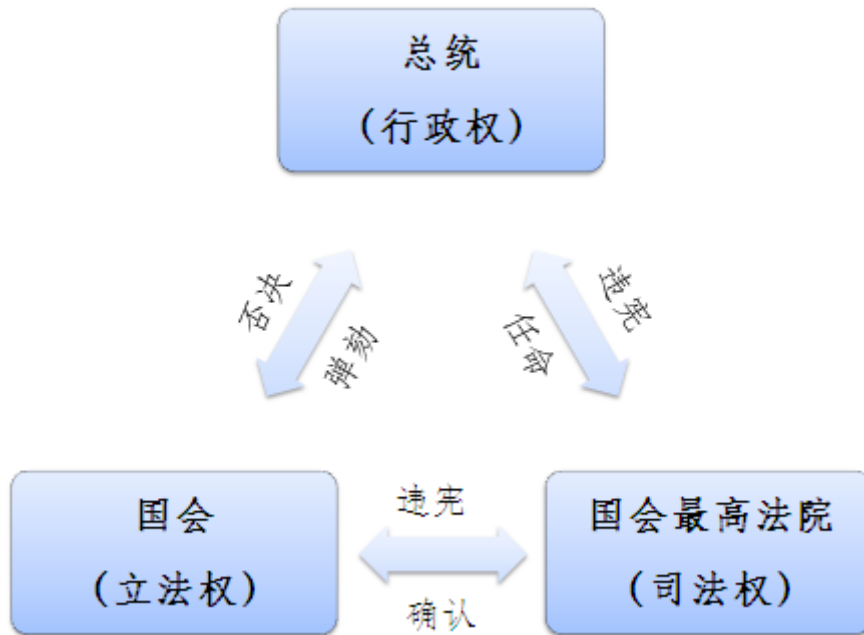 总统
（行政权）
否决
弹劾
违宪
任命
国会
（立法权）
违宪
确认
国会最高法院
（司法权）